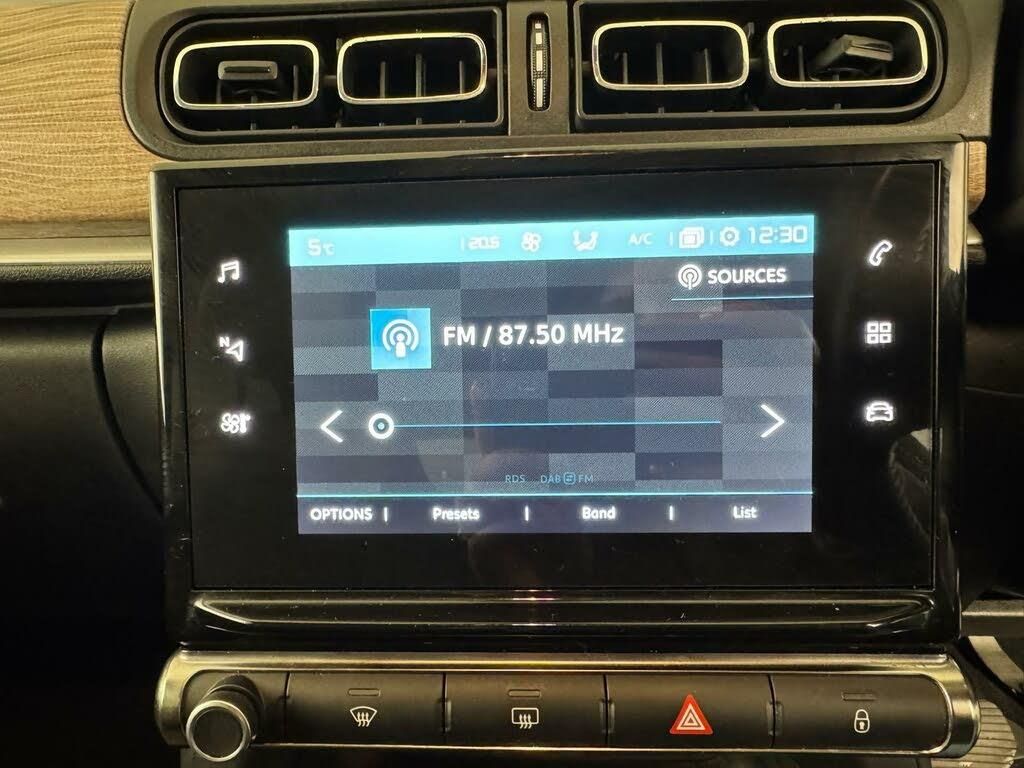 5°C | 20.5 A/C | | 12:30
SOURCES
FM / 87.50 MHz
N
RDS DAB FM
OPTIONS | Presets | Band | List